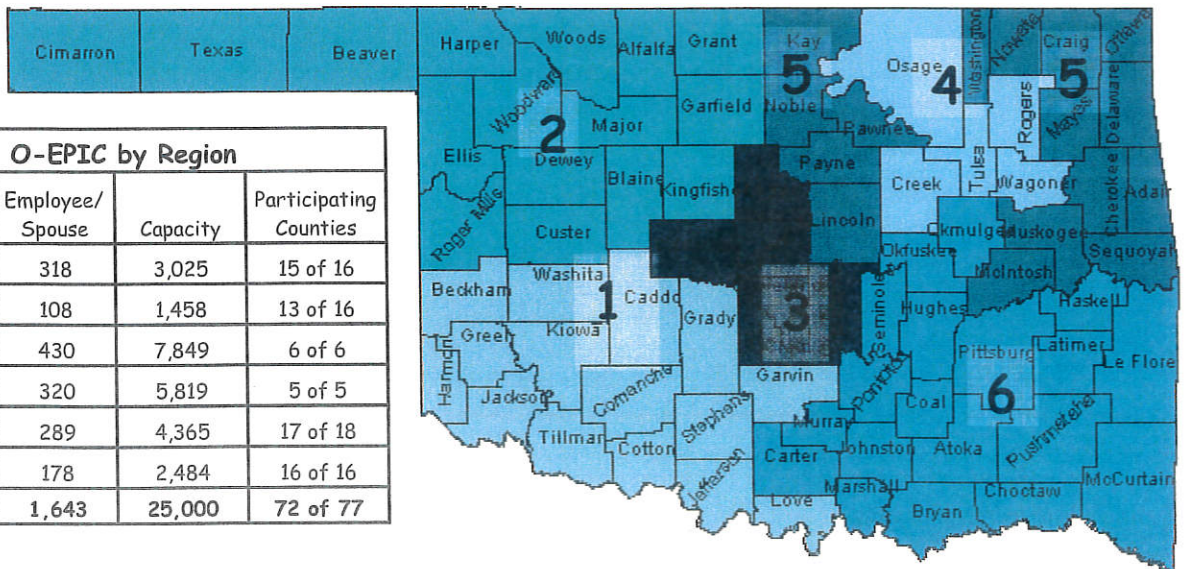 Cimarron
Texas
Beaver
Harper
Woods
Alfalfa
Grant
Kay
5
Osage
4
Washington
Nowata
Craig
5
Ottawa
Woodward
2
Major
Garfield
Noble
Pawnee
Rogers
Mayes
Delaware
O-EPIC by Region
Employee/ Spouse Capacity Participating Counties
318 3,025 15 of 16
108 1,458 13 of 16
430 7,849 6 of 6
320 5,819 5 of 5
289 4,365 17 of 18
178 2,484 16 of 16
1,643 25,000 72 of 77
Ellis
Dewey
Blaine
Kingfishe
Payne
Creek
Tulsa
Wagoner
Cherokee
Adair
Roger Mills
Custer
Lincoln
Okmulgee
Muskogee
Sequoyah
Okfuskee
McIntosh
Beckham
Washita
1
Caddo
Grady
3
Seminole
Hughes
Haskell
Greer
Kiowa
Pittsburg
Latimer
Le Flore
Harmon
Jackson
Comanche
Garvin
Pontotoc
Coal
6
Tillman
Cotton
Stephens
Murray
Carter
Johnston
Atoka
Pushmataha
McCurtain
Jefferson
Love
Marshall
Bryan
Choctaw